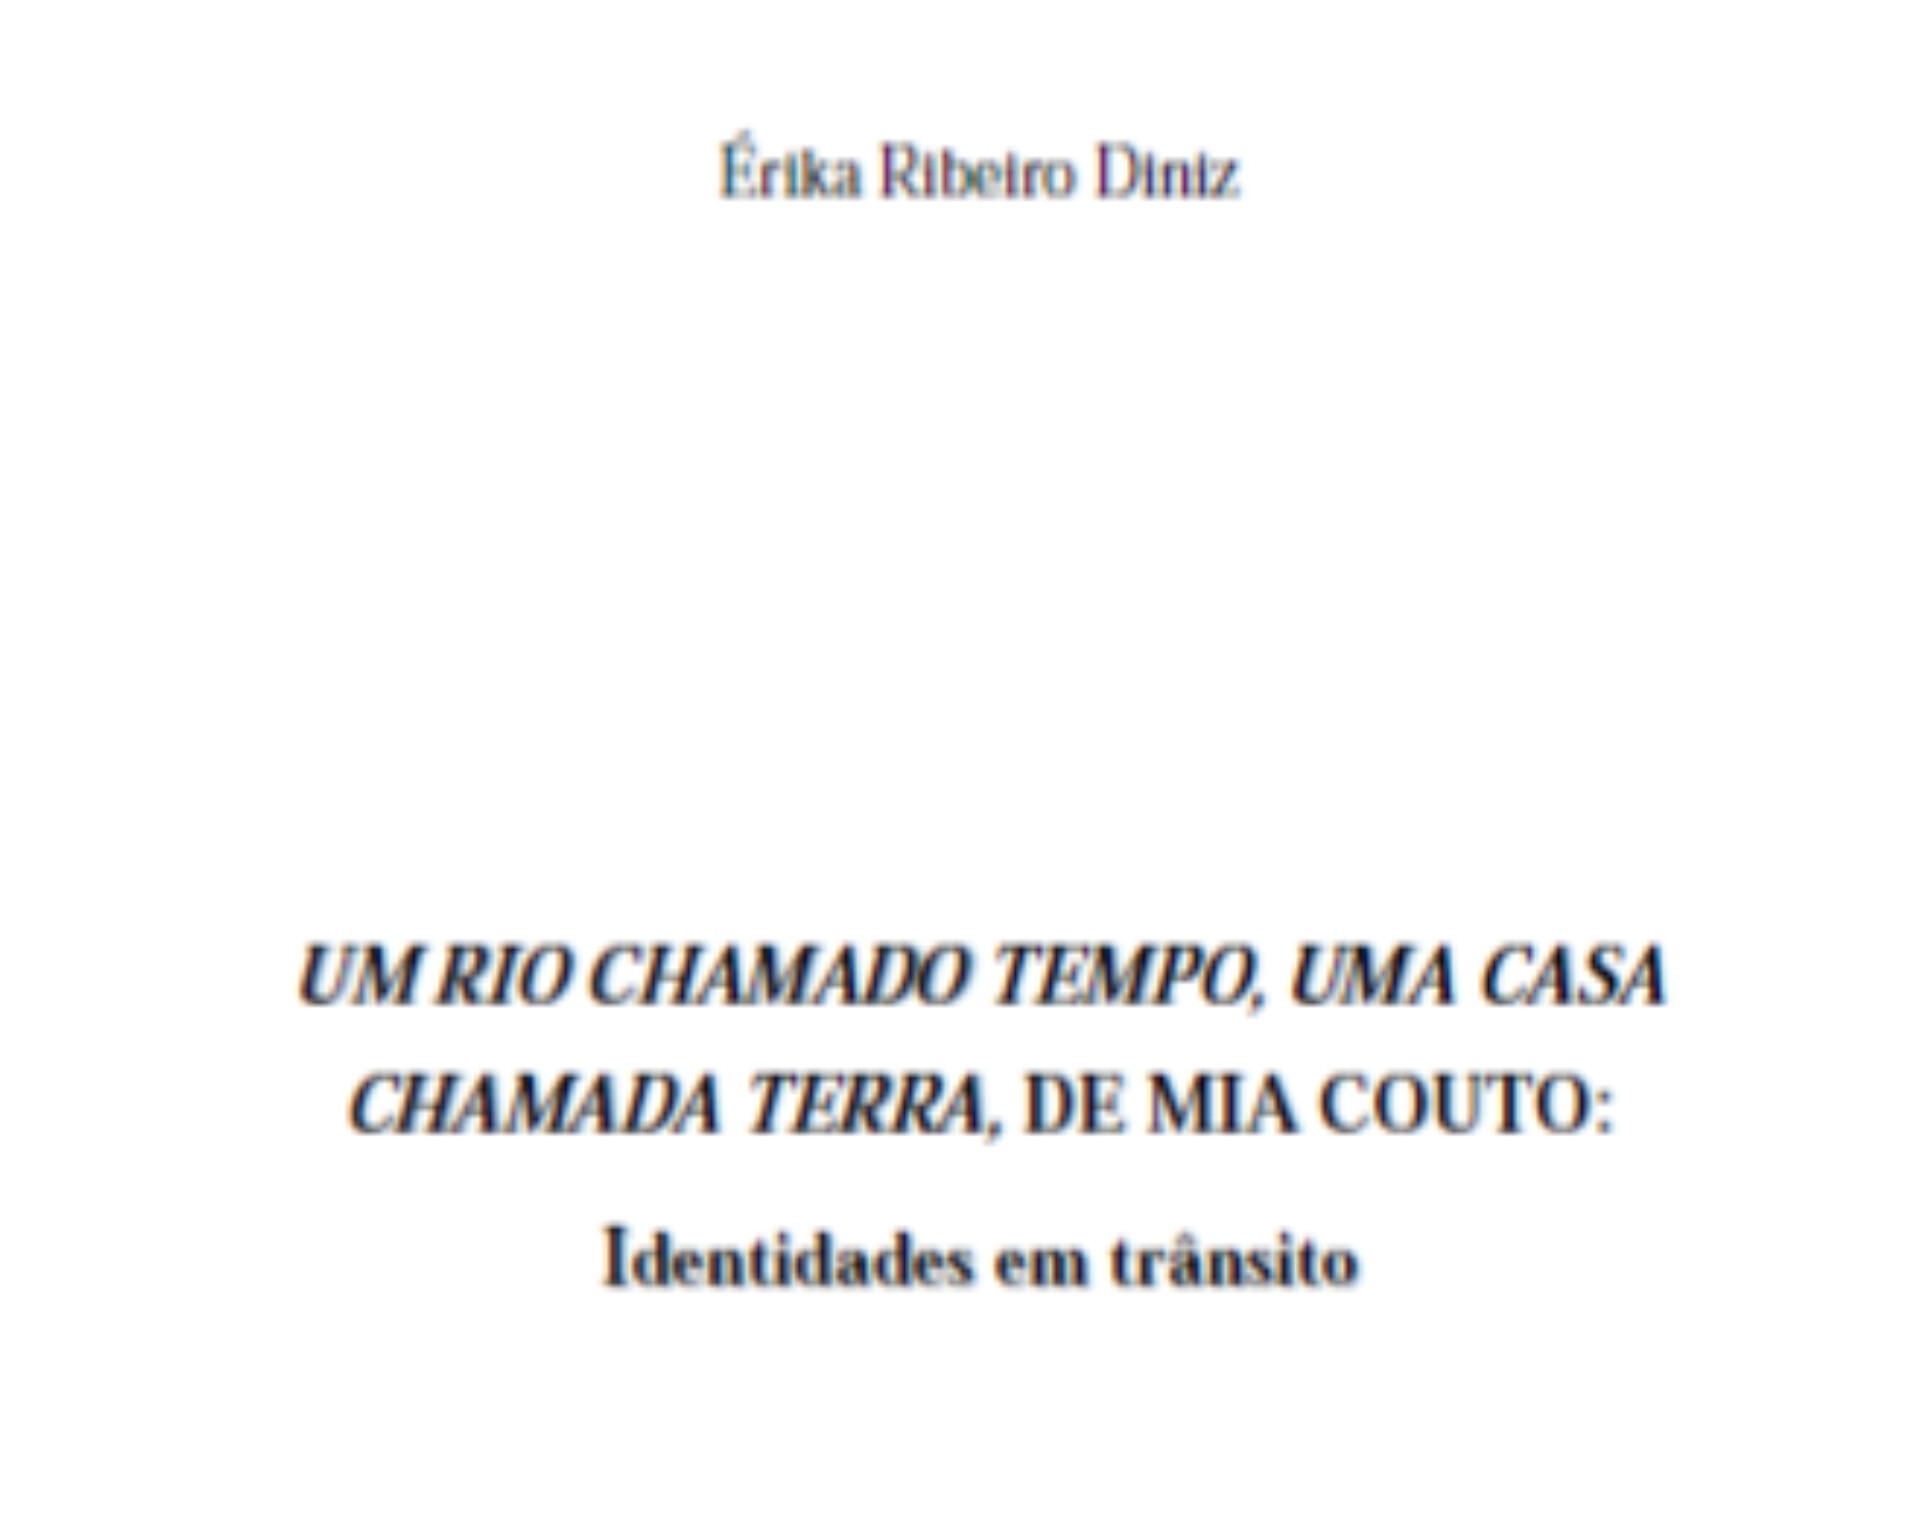 Érika Ribeiro Diniz
UM RIO CHAMADO TEMPO, UMA CASA
CHAMADA TERRA, DE MIA COUTO:
Identidades em trânsito